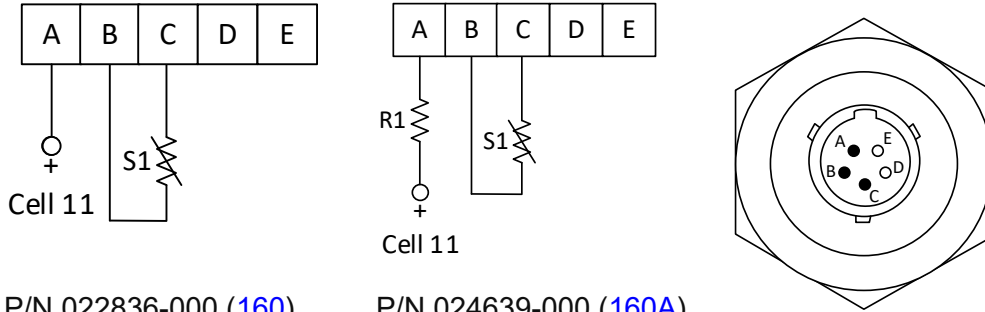 A B C D E
S1
+
Cell 11
P/N 022836-000 (160)
A B C D E
R1
S1
+
Cell 11
P/N 024639-000 (160A)
A E
B D
C